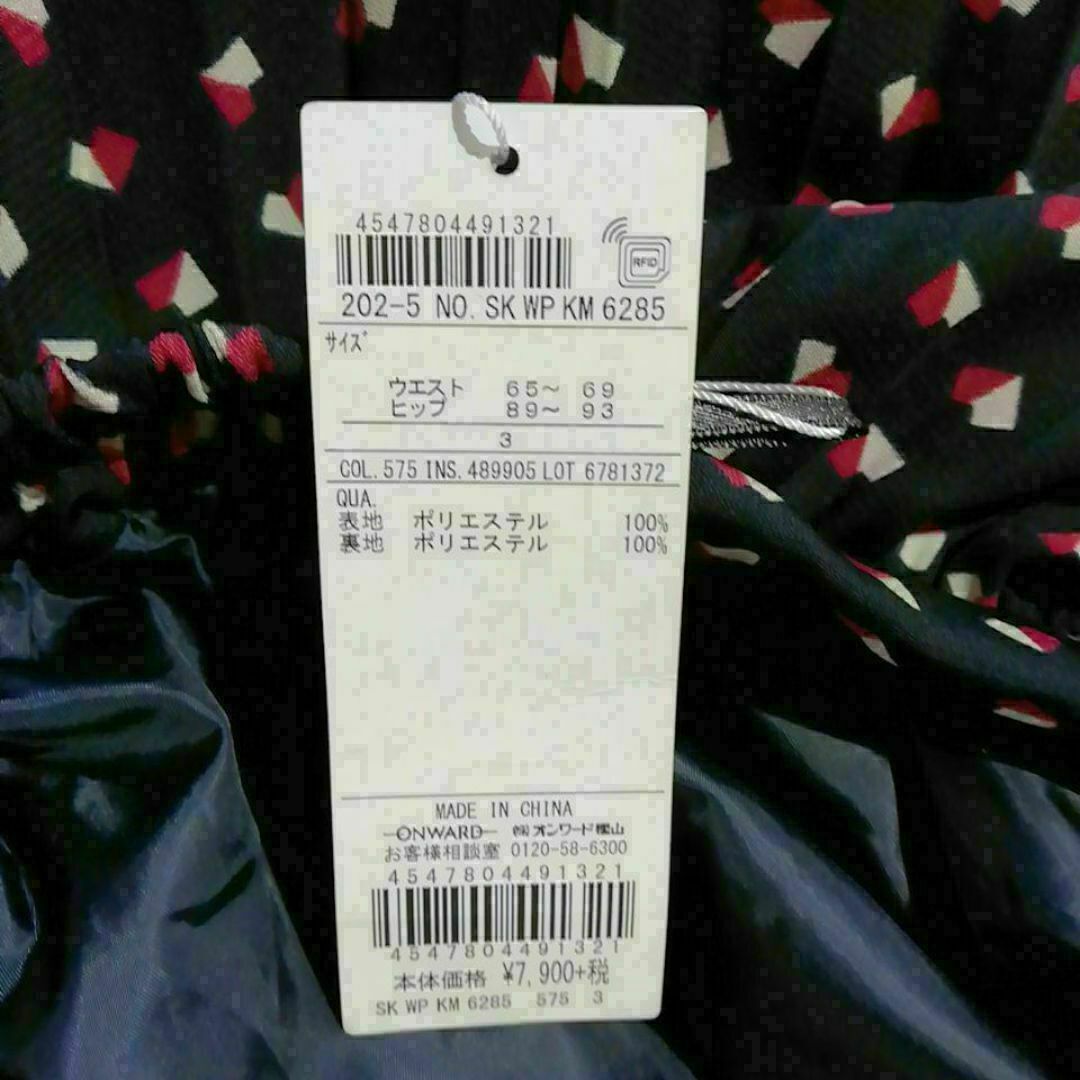 4547804491321
RFID
202-5 NO. SK WP KM 6285
サイズ
ウエスト 65~ 69
ヒップ 89~ 93
3
COL. 575 INS. 489905 LOT 6781372
QUA.
表地 ポリエステル 100%
裏地 ポリエステル 100%
MADE IN CHINA
ONWARD ㈱オンワード樫山
お客様相談室 0120-58-6300
4547804491321
4547804491321
本体価格 ¥7,900+税
SK WP KM 6285 575 3